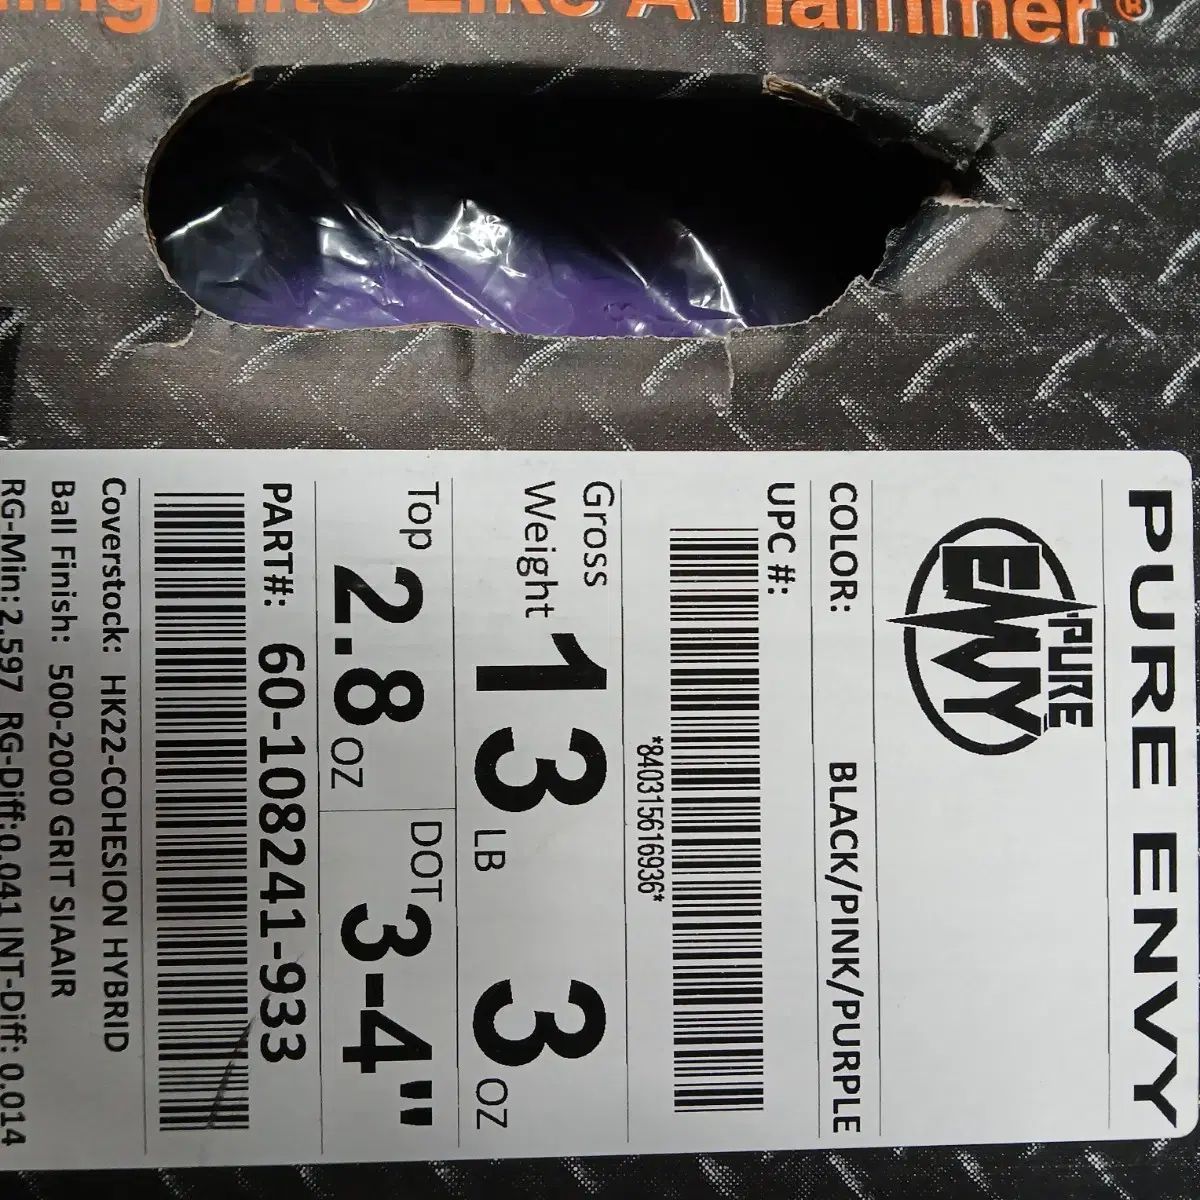 Hits Like A Hammer.®
PURE ENVY
PURE
ENVY
COLOR: BLACK/PINK/PURPLE
UPC #:
*840315616936*
Gross
Weight 13 LB 3 OZ
Top 2.8 OZ DOT 3-4"
PART#: 60-108241-933
Coverstock: HK22-COHESION HYBRID
Ball Finish: 500-2000 GRIT SIAAIR
RG-Min: 2.597 RG-Diff:0.041 INT-Diff: 0.014